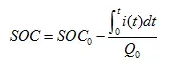 SOC = SOC₀ − ∫₀ᵗ i(t)dt / Q₀